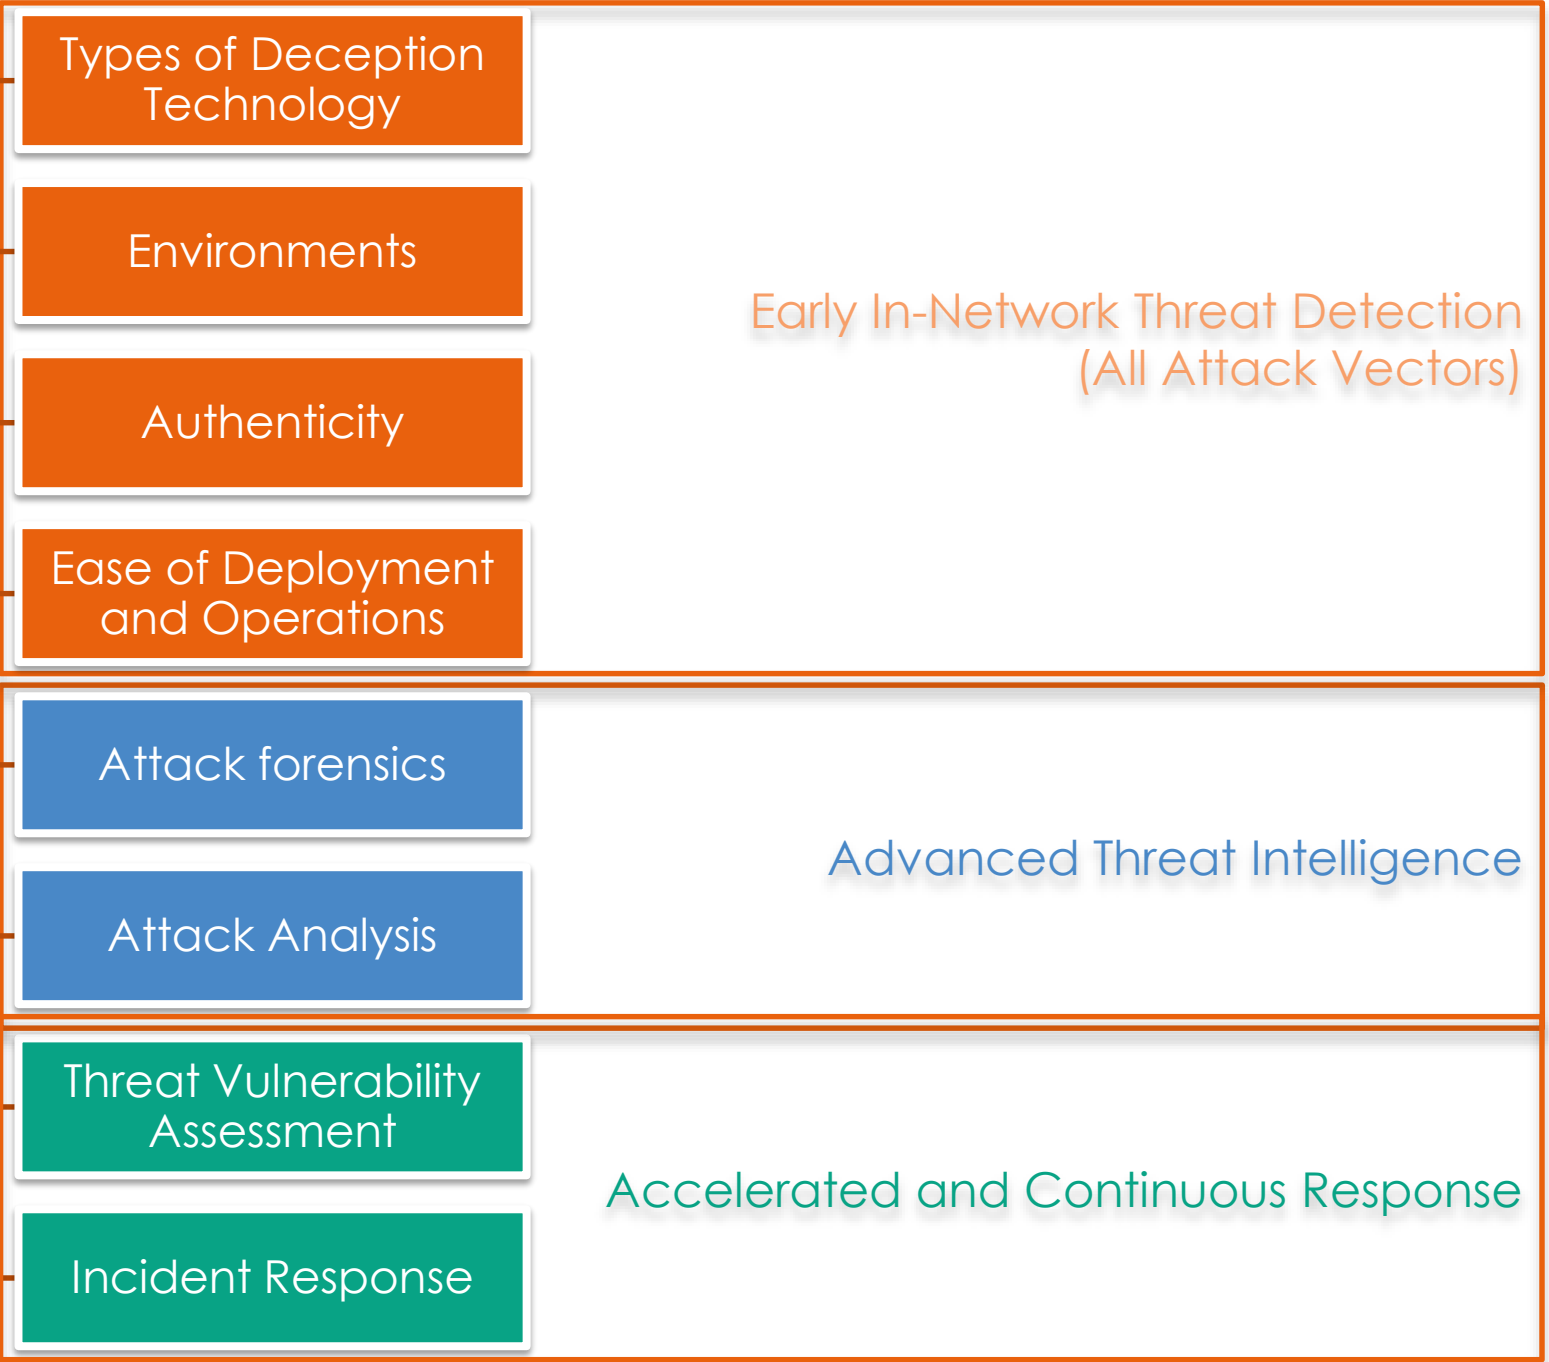 Types of Deception
Technology
Environments
Authenticity
Ease of Deployment
and Operations
Early In-Network Threat Detection
(All Attack Vectors)
Attack forensics
Attack Analysis
Advanced Threat Intelligence
Threat Vulnerability
Assessment
Incident Response
Accelerated and Continuous Response